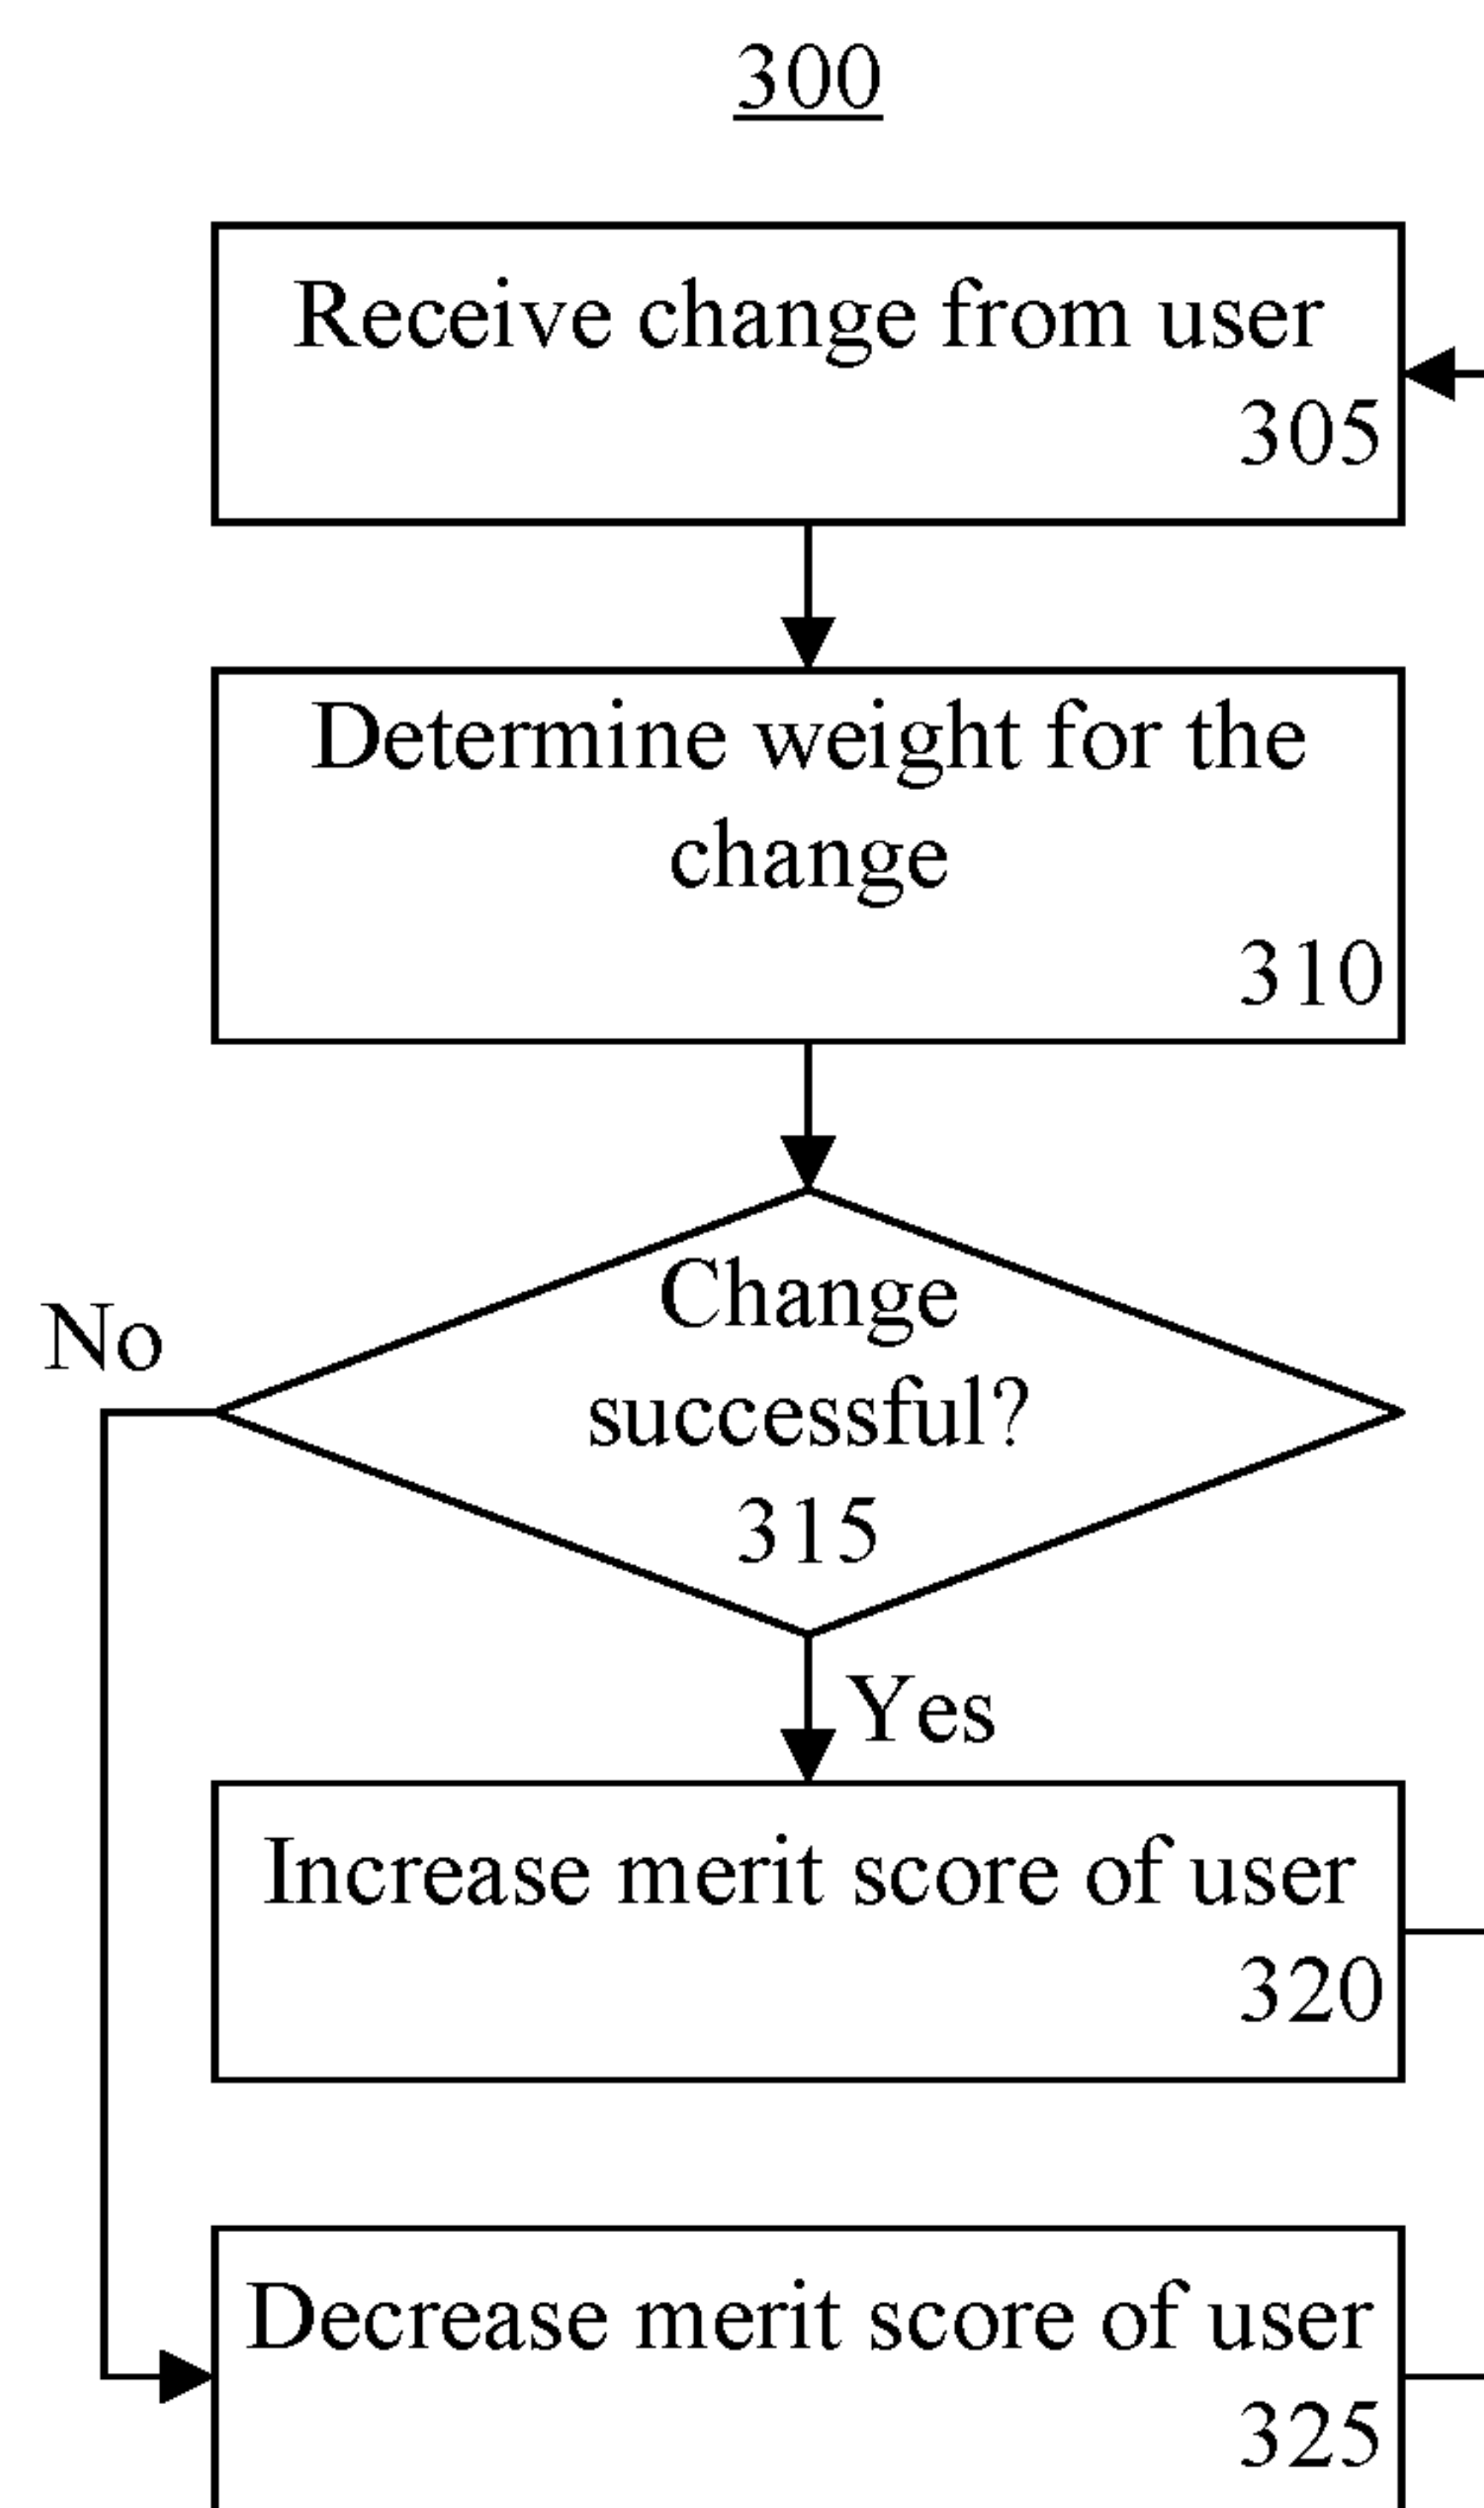 300
Receive change from user
305
Determine weight for the
change
310
Change
successful?
315
No
Yes
Increase merit score of user
320
Decrease merit score of user
325